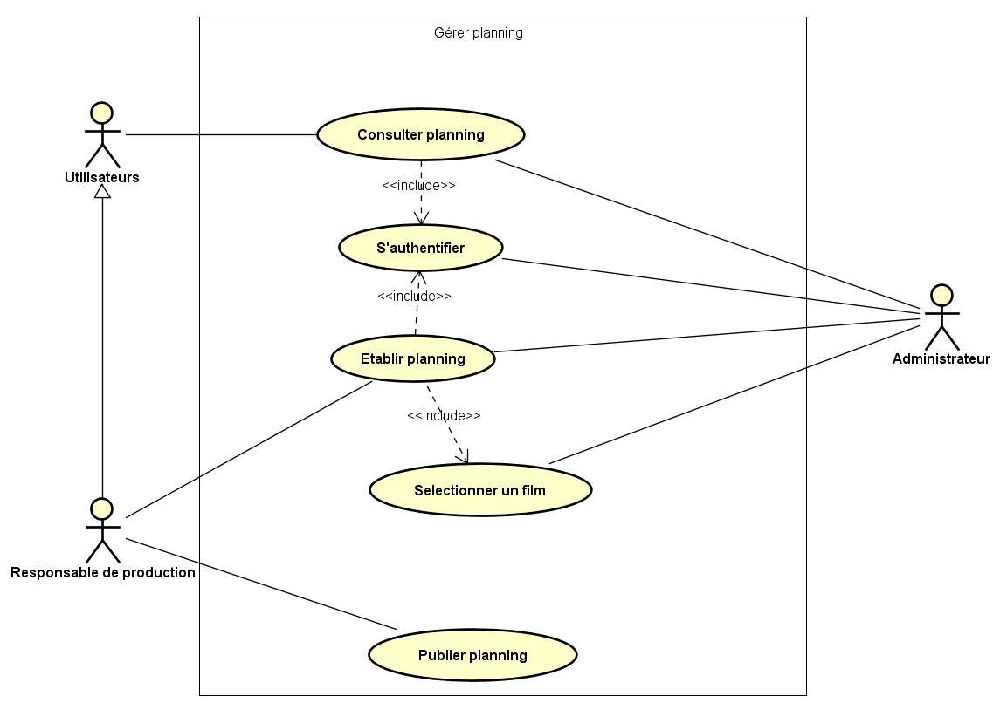 Gérer planning
Utilisateurs
Consulter planning
<<include>>
S'authentifier
<<include>>
Etablir planning
Administrateur
<<include>>
Selectionner un film
Responsable de production
Publier planning